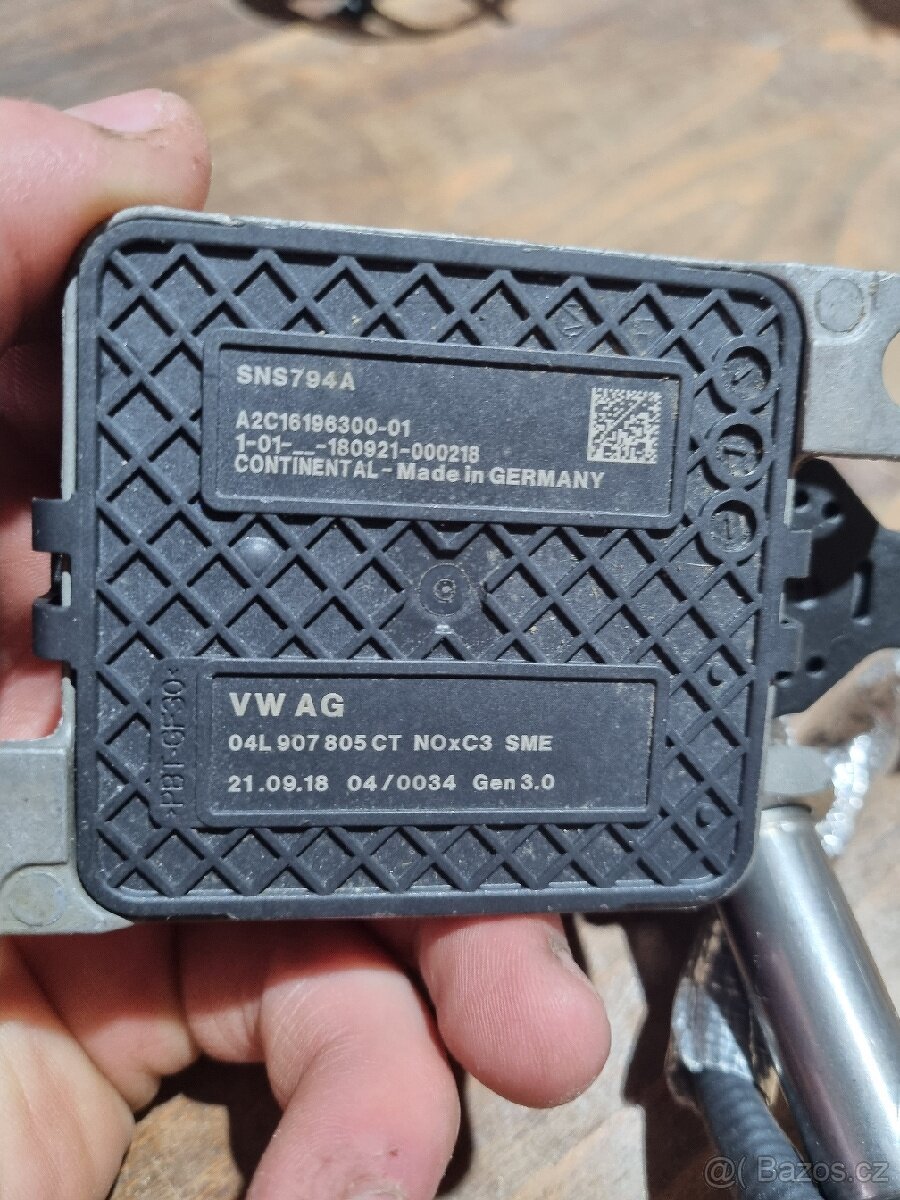 SNS794A
A2C16196300-01
1-01-__-180921-000218
CONTINENTAL - Made in GERMANY
>PBT-GF30<
VW AG
04L 907 805 CT NOxC3 SME
21.09.18 04/0034 Gen 3.0
@( Bazos.cz